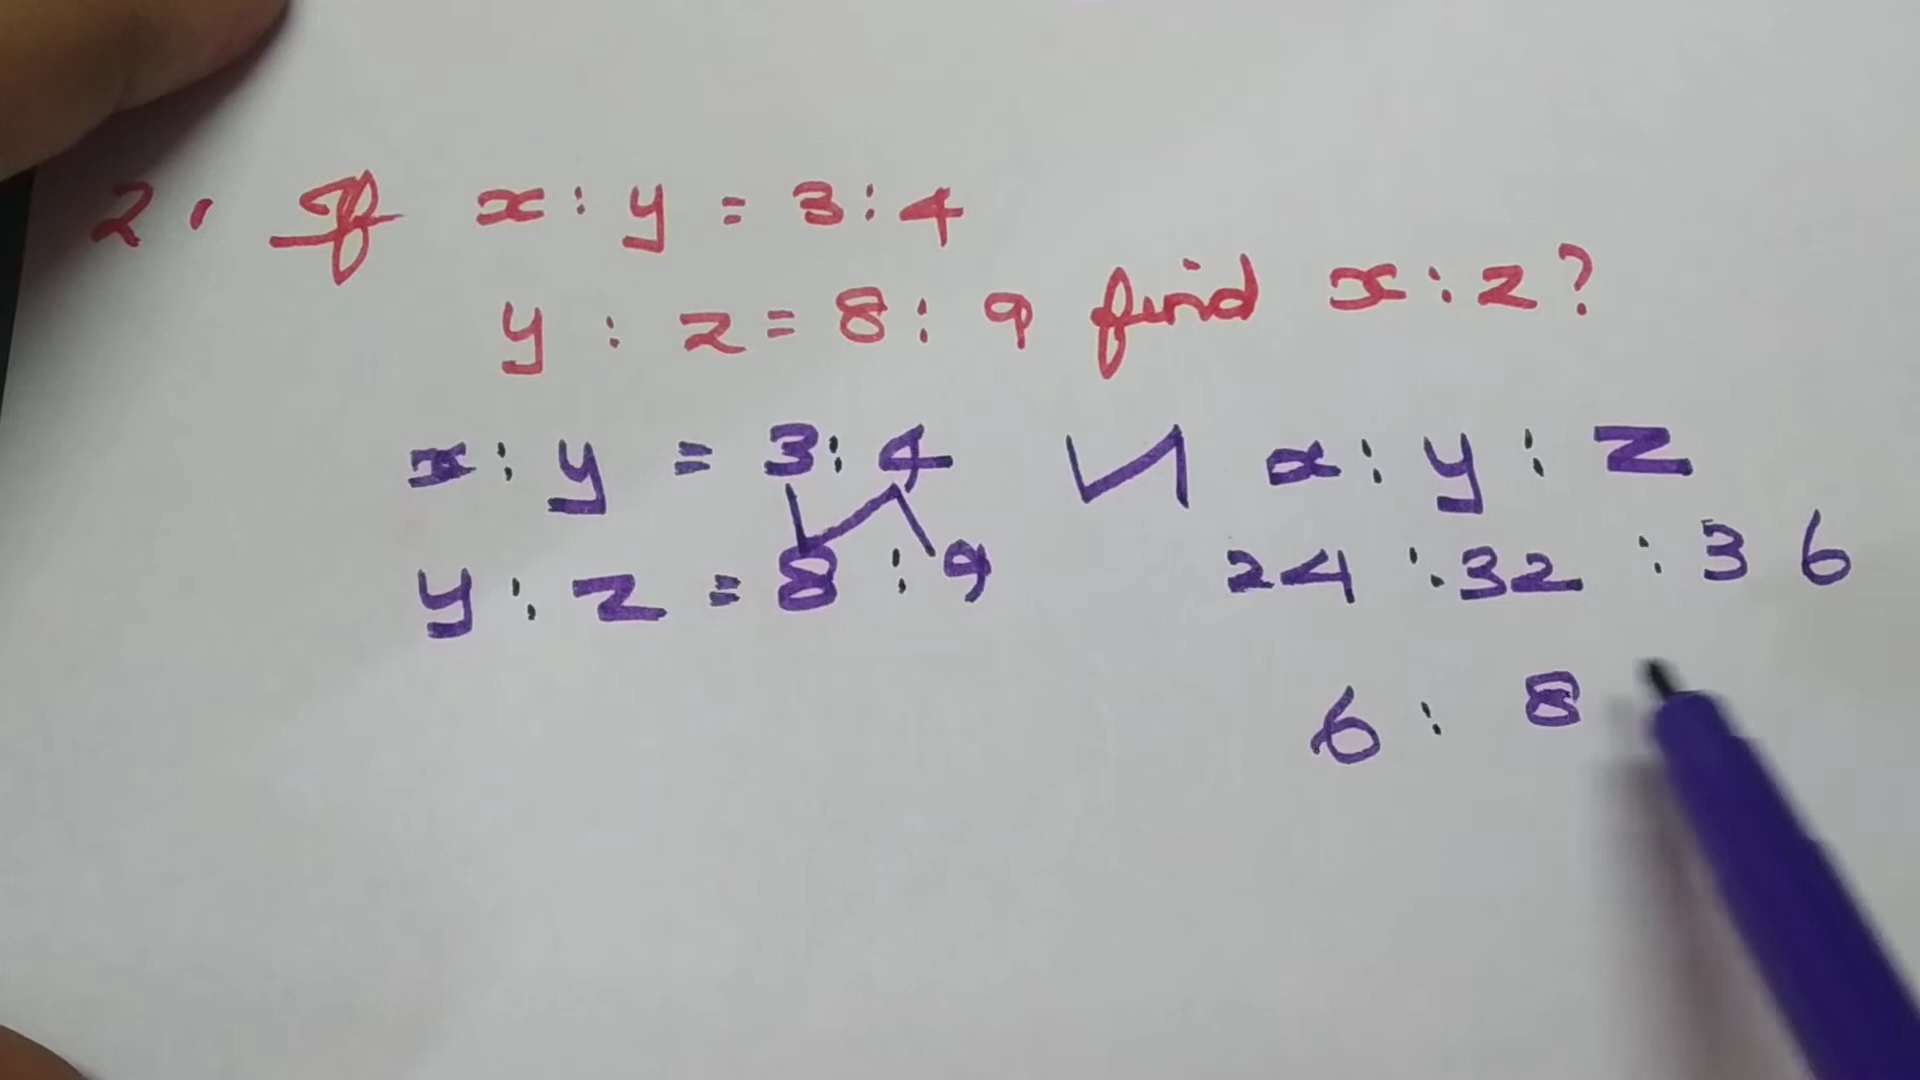 2. If x : y = 3 : 4
y : z = 8 : 9 find x : z ?
x : y = 3 : 4 x : y : z
y : z = 8 : 9 24 : 32 : 36
6 : 8